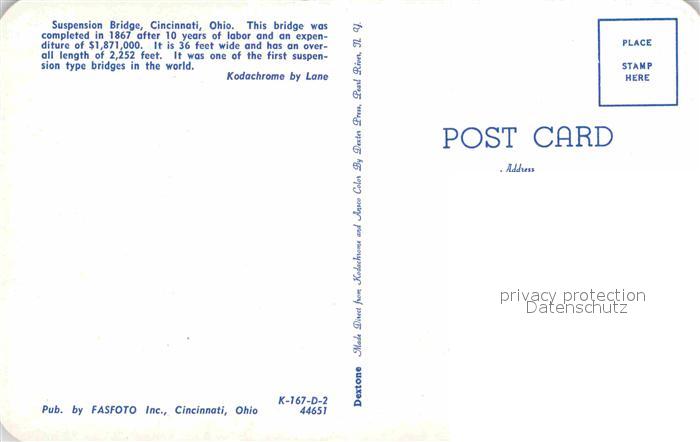 Suspension Bridge, Cincinnati, Ohio. This bridge was
completed in 1867 after 10 years of labor and an expen-
diture of $1,871,000. It is 36 feet wide and has an over-
all length of 2,252 feet. It was one of the first suspen-
sion type bridges in the world.
Kodachrome by Lane
K-167-D-2
Pub. by FASFOTO Inc., Cincinnati, Ohio 44651
Dextone Made Direct from Kodachrome and Ansco Color By Dexter Press, Pearl River, N. Y.
PLACE
STAMP
HERE
POST CARD
Address
privacy protection
Datenschutz